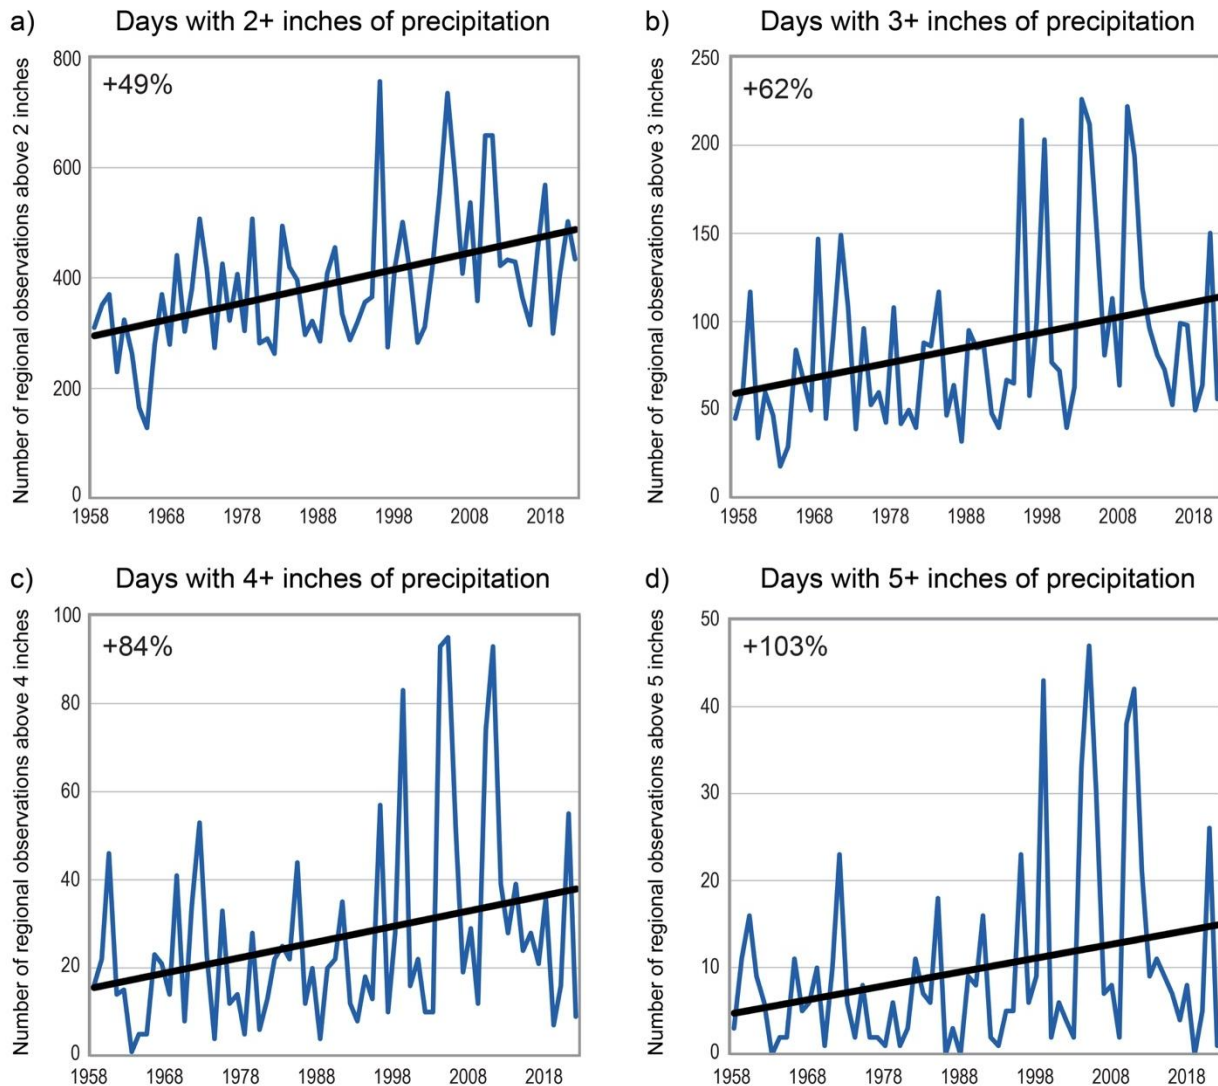 a) Days with 2+ inches of precipitation
Number of regional observations above 2 inches
+49%
800
600
400
200
0
1958 1968 1978 1988 1998 2008 2018
b) Days with 3+ inches of precipitation
Number of regional observations above 3 inches
+62%
250
200
150
100
50
0
1958 1968 1978 1988 1998 2008 2018
c) Days with 4+ inches of precipitation
Number of regional observations above 4 inches
+84%
100
80
60
40
20
0
1958 1968 1978 1988 1998 2008 2018
d) Days with 5+ inches of precipitation
Number of regional observations above 5 inches
+103%
50
40
30
20
10
0
1958 1968 1978 1988 1998 2008 2018